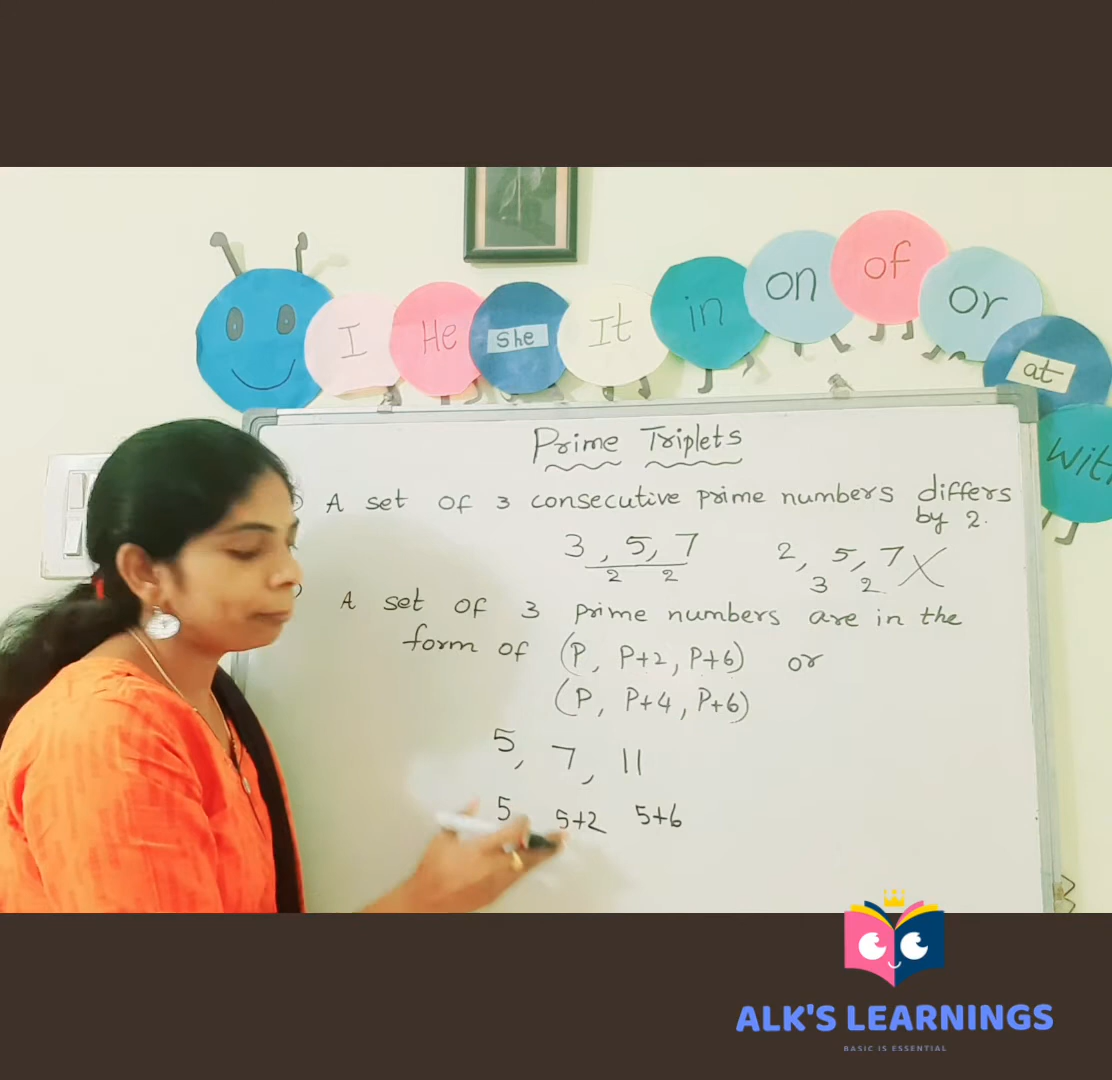 I
He
she
It
in
on
of
or
at
Prime Triplets
A set of 3 consecutive prime numbers differs
by 2.
3, 5, 7
2 2
2, 5, 7 X
3 2
A set of 3 prime numbers are in the
form of (P, P+2, P+6) or
(P, P+4, P+6)
5, 7, 11
5 5+2 5+6
ALK'S LEARNINGS
BASIC IS ESSENTIAL